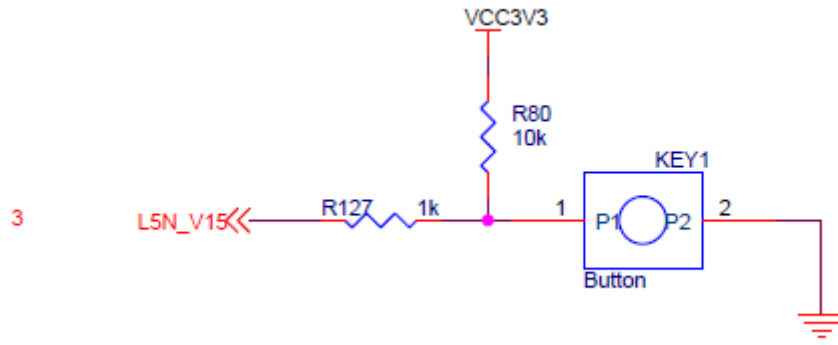 VCC3V3
R80
10k
KEY1
3
L5N_V15
R127
1k
1
P1
P2
2
Button